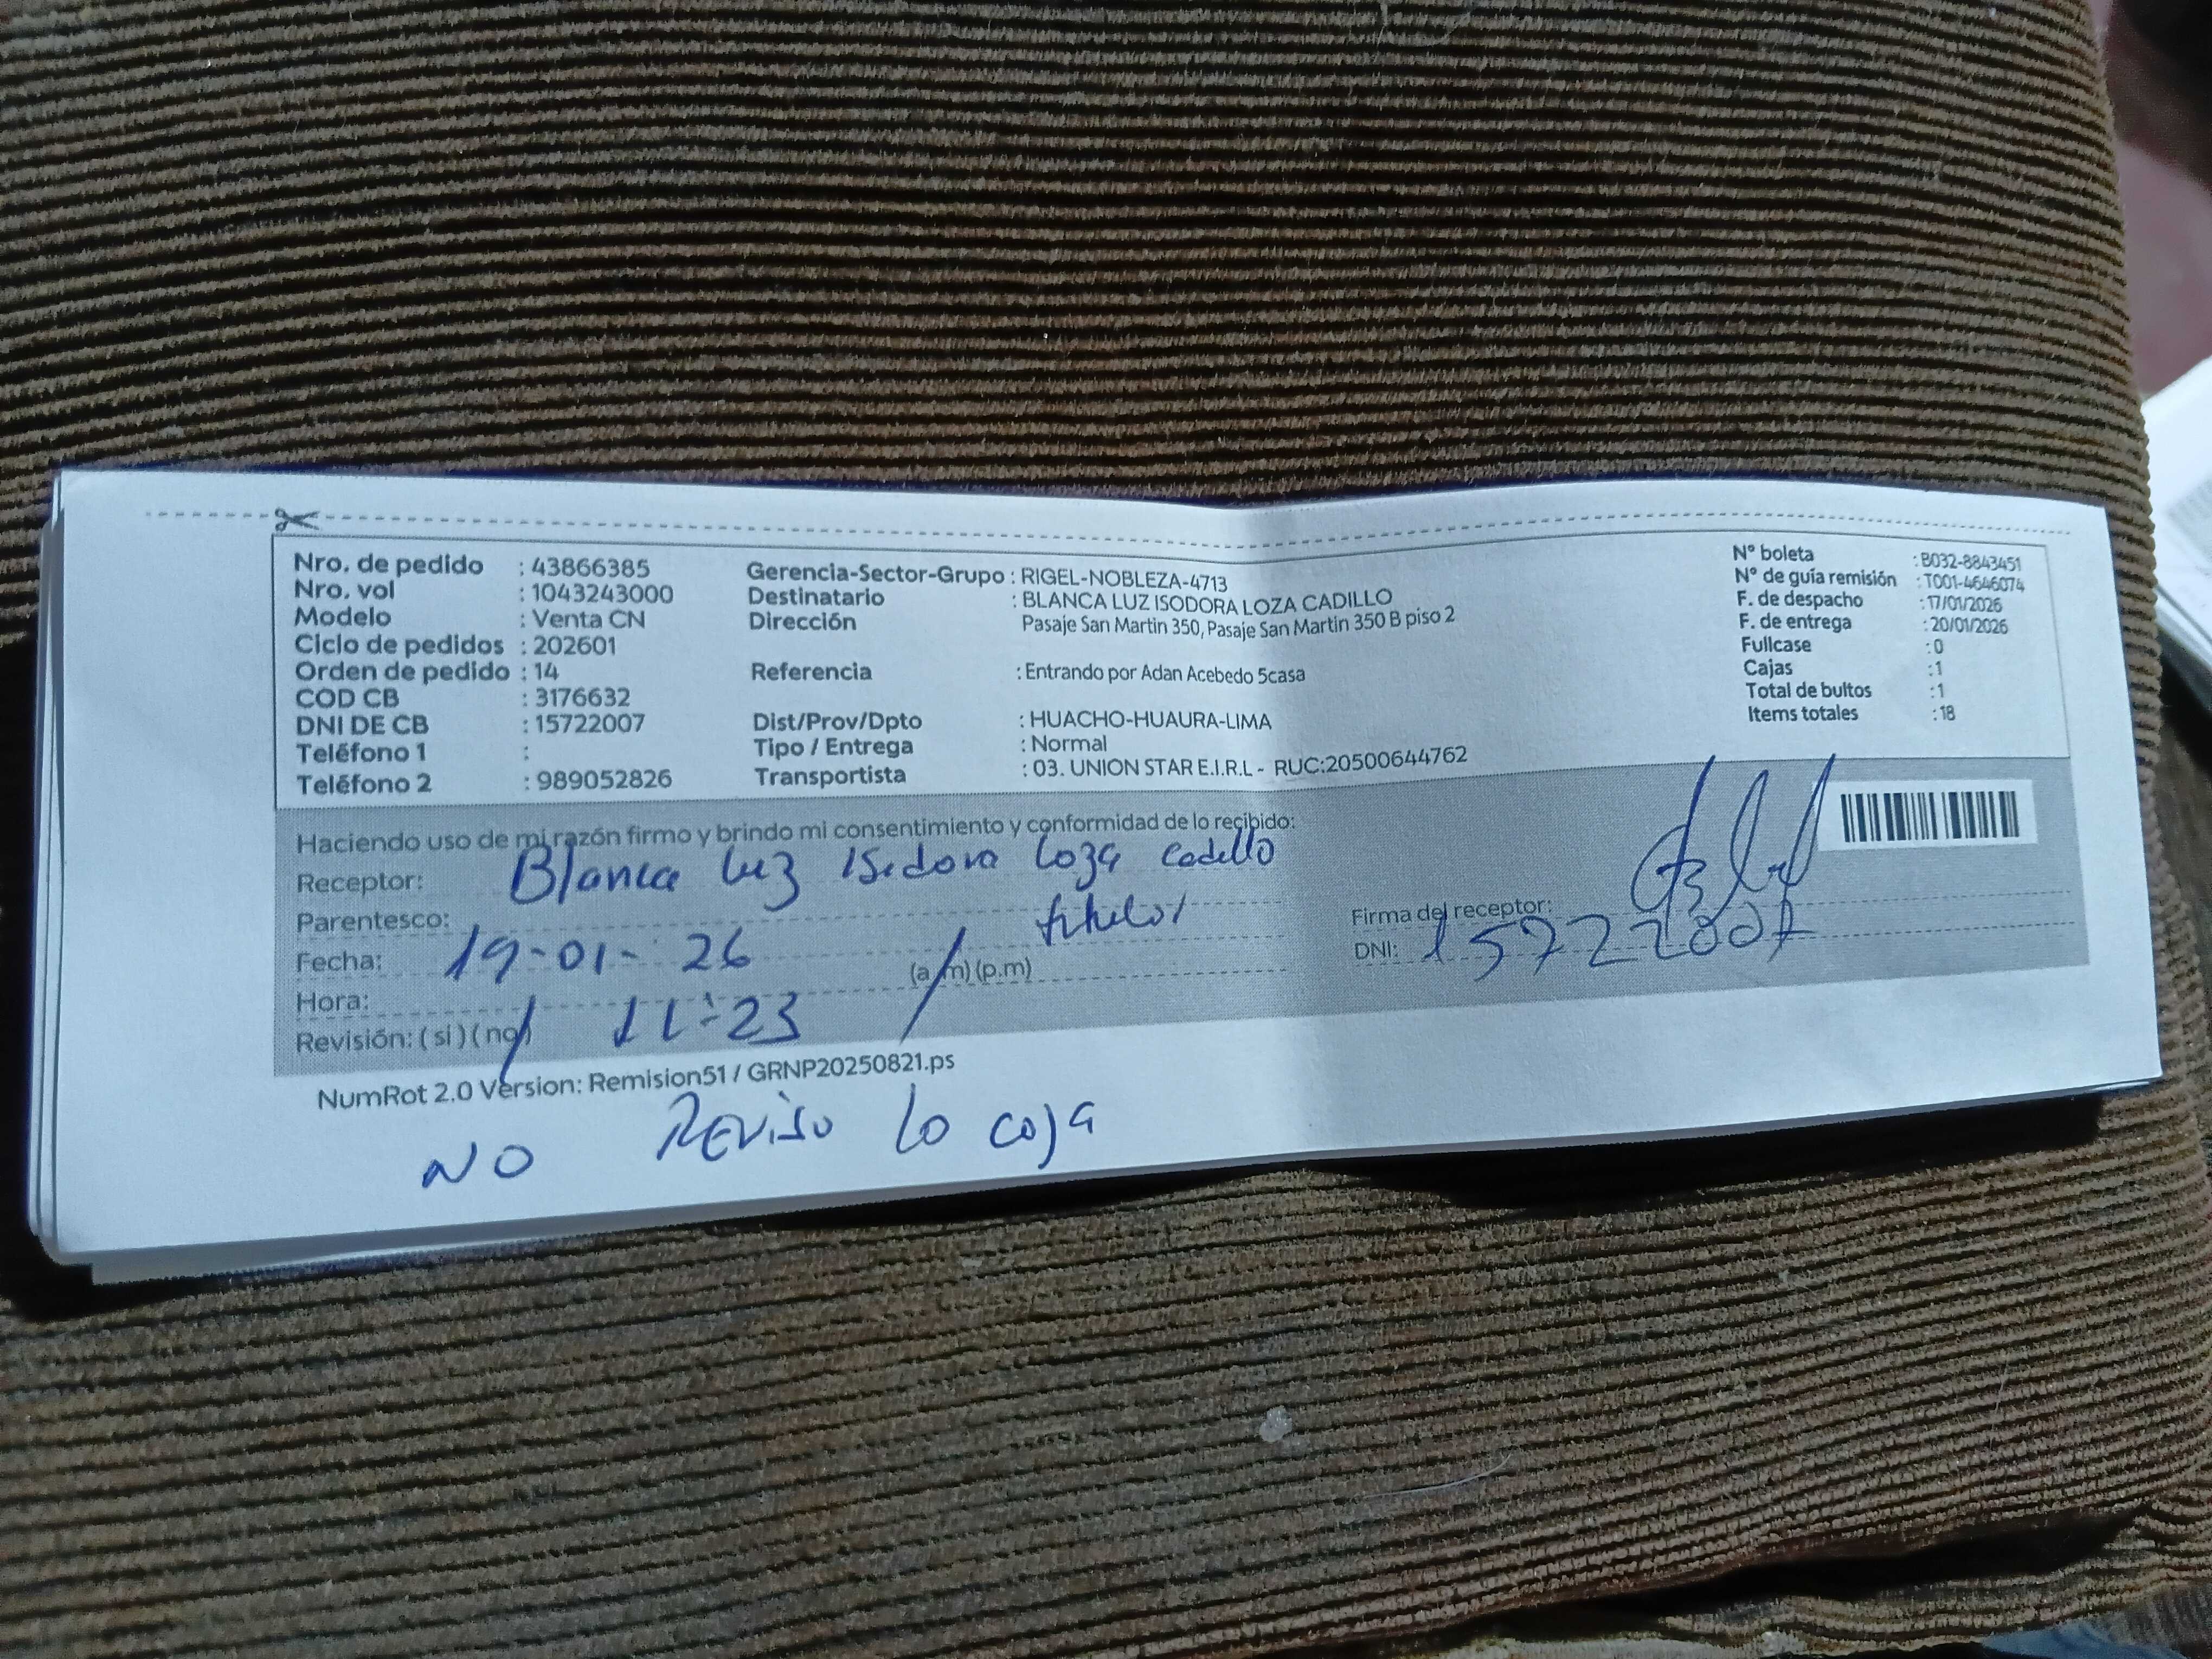 Nro. de pedido : 43866385
Nro. vol : 1043243000
Modelo : Venta CN
Ciclo de pedidos : 202601
Orden de pedido : 14
COD CB : 3176632
DNI DE CB : 15722007
Teléfono 1 :
Teléfono 2 : 989052826
Gerencia-Sector-Grupo : RIGEL-NOBLEZA-4713
Destinatario : BLANCA LUZ ISODORA LOZA CADILLO
Dirección Pasaje San Martin 350, Pasaje San Martin 350 B piso 2
Referencia : Entrando por Adan Acebedo 5casa
Dist/Prov/Dpto : HUACHO-HUAURA-LIMA
Tipo / Entrega : Normal
Transportista : 03. UNION STAR E.I.R.L - RUC:20500644762
N° boleta : B032-8843451
N° de guía remisión : T001-4646074
F. de despacho : 17/01/2026
F. de entrega : 20/01/2026
Fullcase : 0
Cajas : 1
Total de bultos : 1
Items totales : 18
Haciendo uso de mi razón firmo y brindo mi consentimiento y conformidad de lo recibido:
Receptor: Blanca Luz Isidora Loza Cadillo
Parentesco: titular
Fecha: 19-01-26
(a.m) (p.m)
Hora: 11:23
Revisión: ( si ) ( no )
Firma del receptor:
DNI: 15722007
NumRot 2.0 Version: Remision51 / GRNP20250821.ps
NO Reviso lo caja